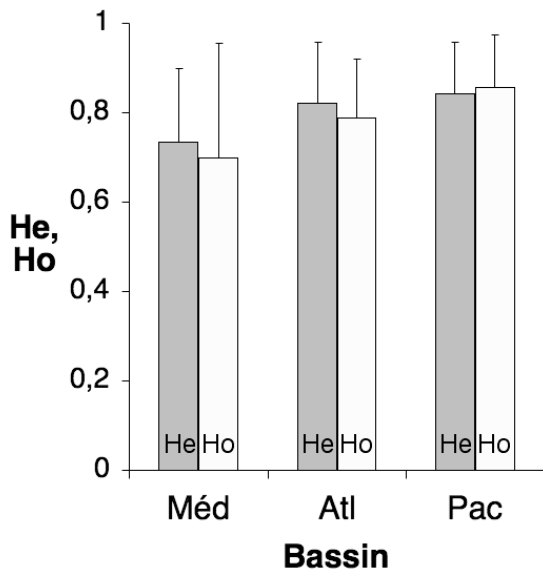 1
0,8
0,6
He,
Ho
0,4
0,2
0
He Ho He Ho He Ho
Méd Atl Pac
Bassin